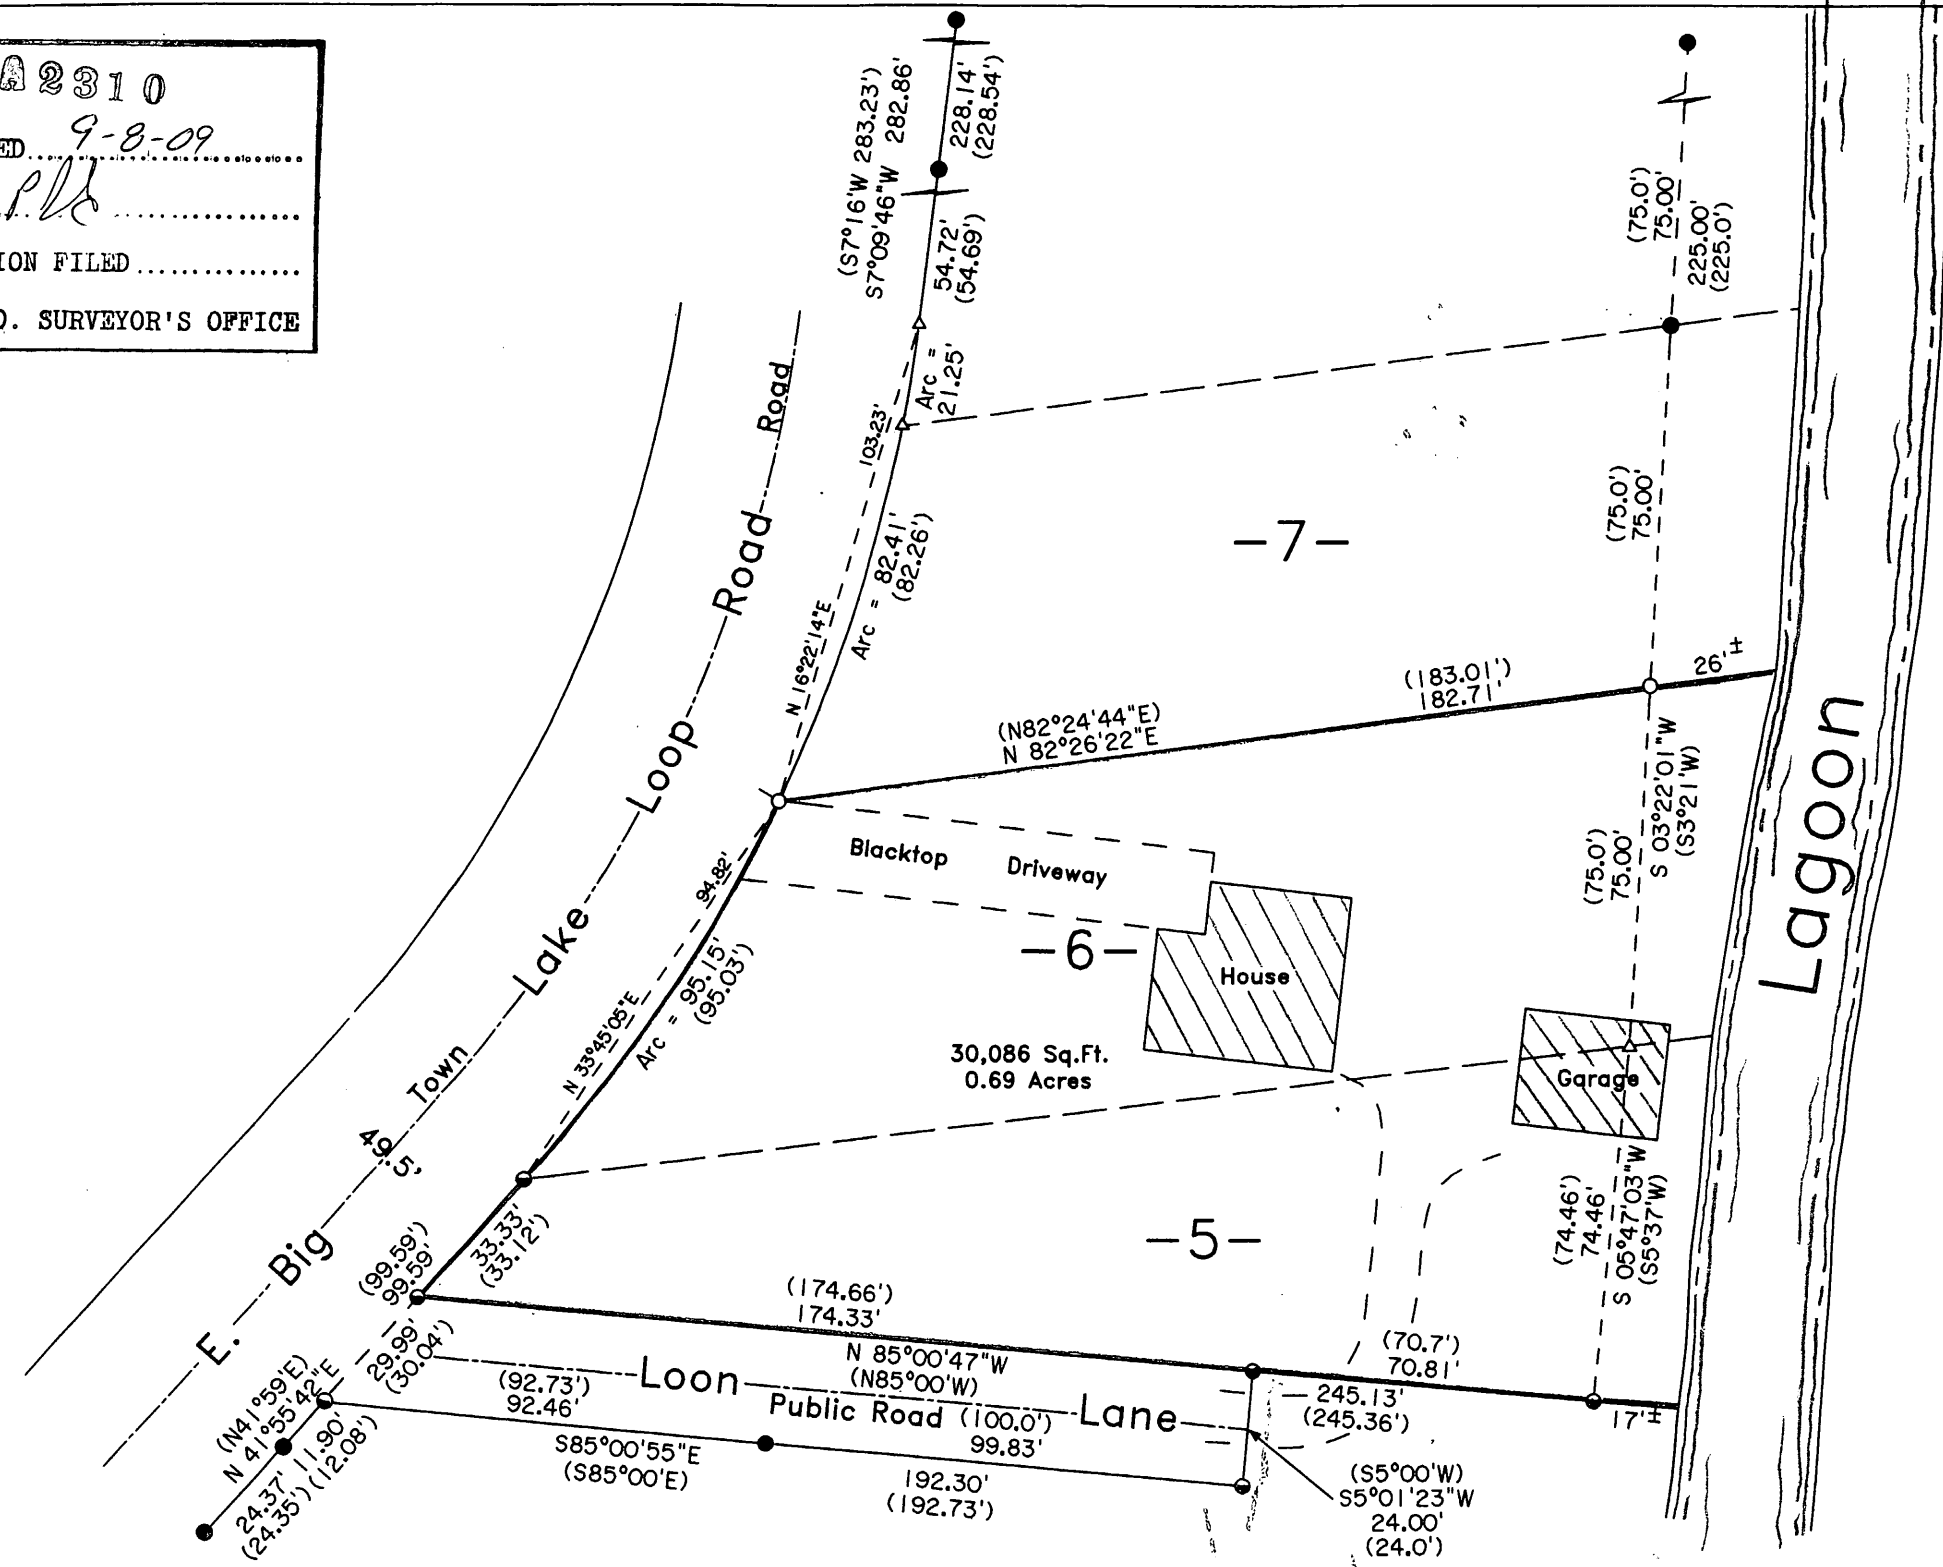 A2310
ED 9-8-09
ION FILED
O. SURVEYOR'S OFFICE
(S7°16'W 283.23')
S7°09'46"W 282.86'
228.14'
(228.54')
54.72'
(54.69')
Arc =
21.25'
(75.0')
75.00'
225.00'
(225.0')
103.23'
N 16°22'14"E
Arc = 82.41'
(82.26')
-7-
(75.0')
75.00'
(183.01')
182.71'
26'±
(N82°24'44"E)
N 82°26'22"E
S 03°22'01"W
(S3°21'W)
(75.0')
75.00'
Lagoon
Blacktop Driveway
94.82'
N 33°45'05"E
Arc = 95.15'
(95.03')
-6-
House
30,086 Sq.Ft.
0.69 Acres
Garage
E. Big Town Lake Loop Road Road
49.5'
-5-
(74.46')
74.46'
S 05°47'03"W
(S5°37'W)
33.33'
(33.12')
(99.59')
99.59'
(174.66')
174.33'
N 85°00'47"W
(N85°00'W)
(70.7')
70.81'
245.13'
(245.36')
17'±
29.99'
(30.04')
Loon Lane
Public Road
(92.73')
92.46'
(100.0')
99.83'
(N41°59'E)
N 41°55'42"E
11.90'
(12.08')
24.37'
(24.35')
S85°00'55"E
(S85°00'E)
192.30'
(192.73')
(S5°00'W)
S5°01'23"W
24.00'
(24.0')